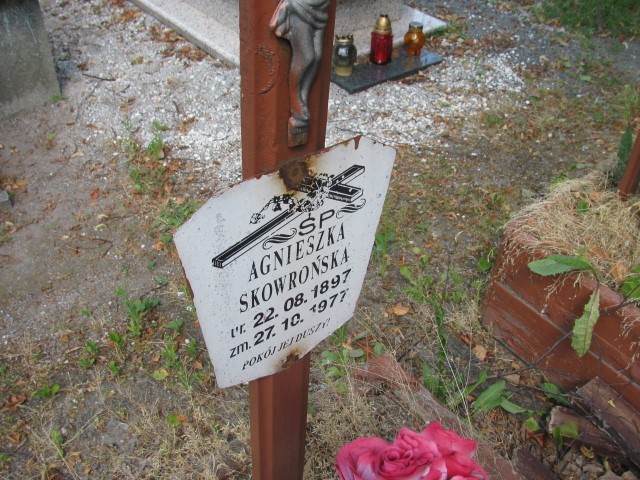 ŚP
AGNIESZKA
SKOWROŃSKA
ur. 22.08.1897
zm. 27.10.1977
POKÓJ JEJ DUSZY!